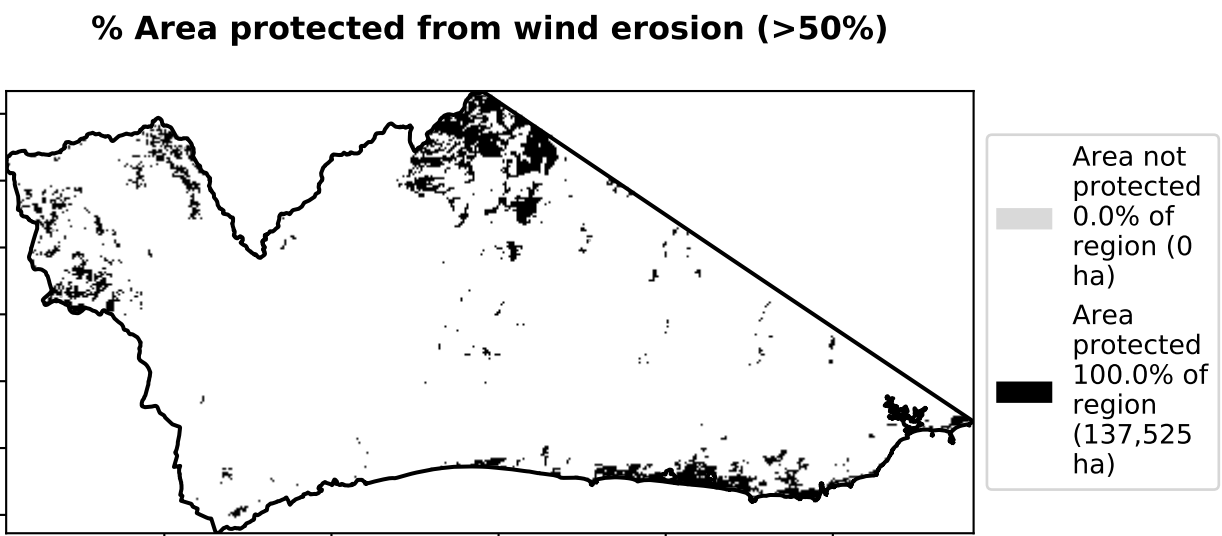 % Area protected from wind erosion (>50%)
Area not
protected
0.0% of
region (0
ha)
Area
protected
100.0% of
region
(137,525
ha)